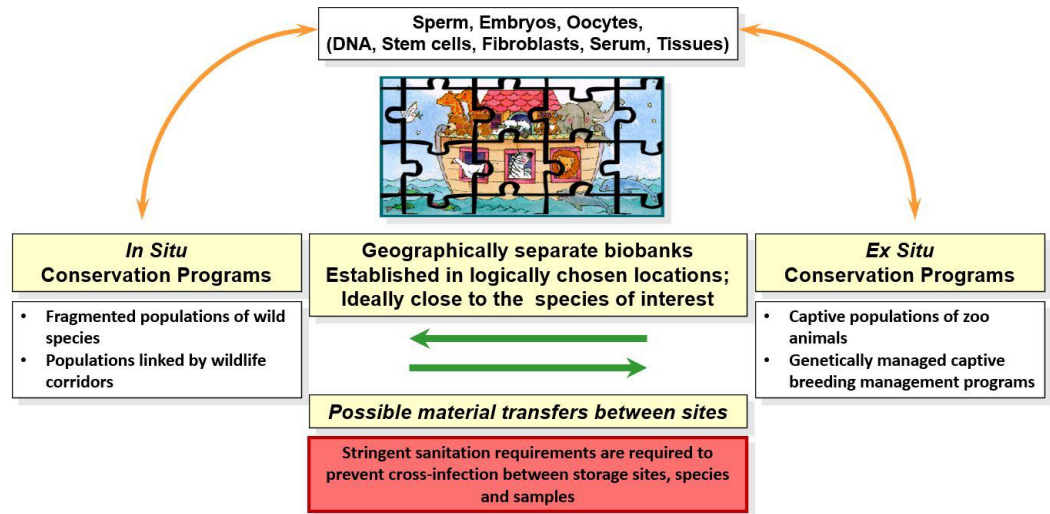 Sperm, Embryos, Oocytes,
(DNA, Stem cells, Fibroblasts, Serum, Tissues)
In Situ
Conservation Programs
• Fragmented populations of wild
species
• Populations linked by wildlife
corridors
Geographically separate biobanks
Established in logically chosen locations;
Ideally close to the species of interest
Possible material transfers between sites
Stringent sanitation requirements are required to
prevent cross-infection between storage sites, species
and samples
Ex Situ
Conservation Programs
• Captive populations of zoo
animals
• Genetically managed captive
breeding management programs